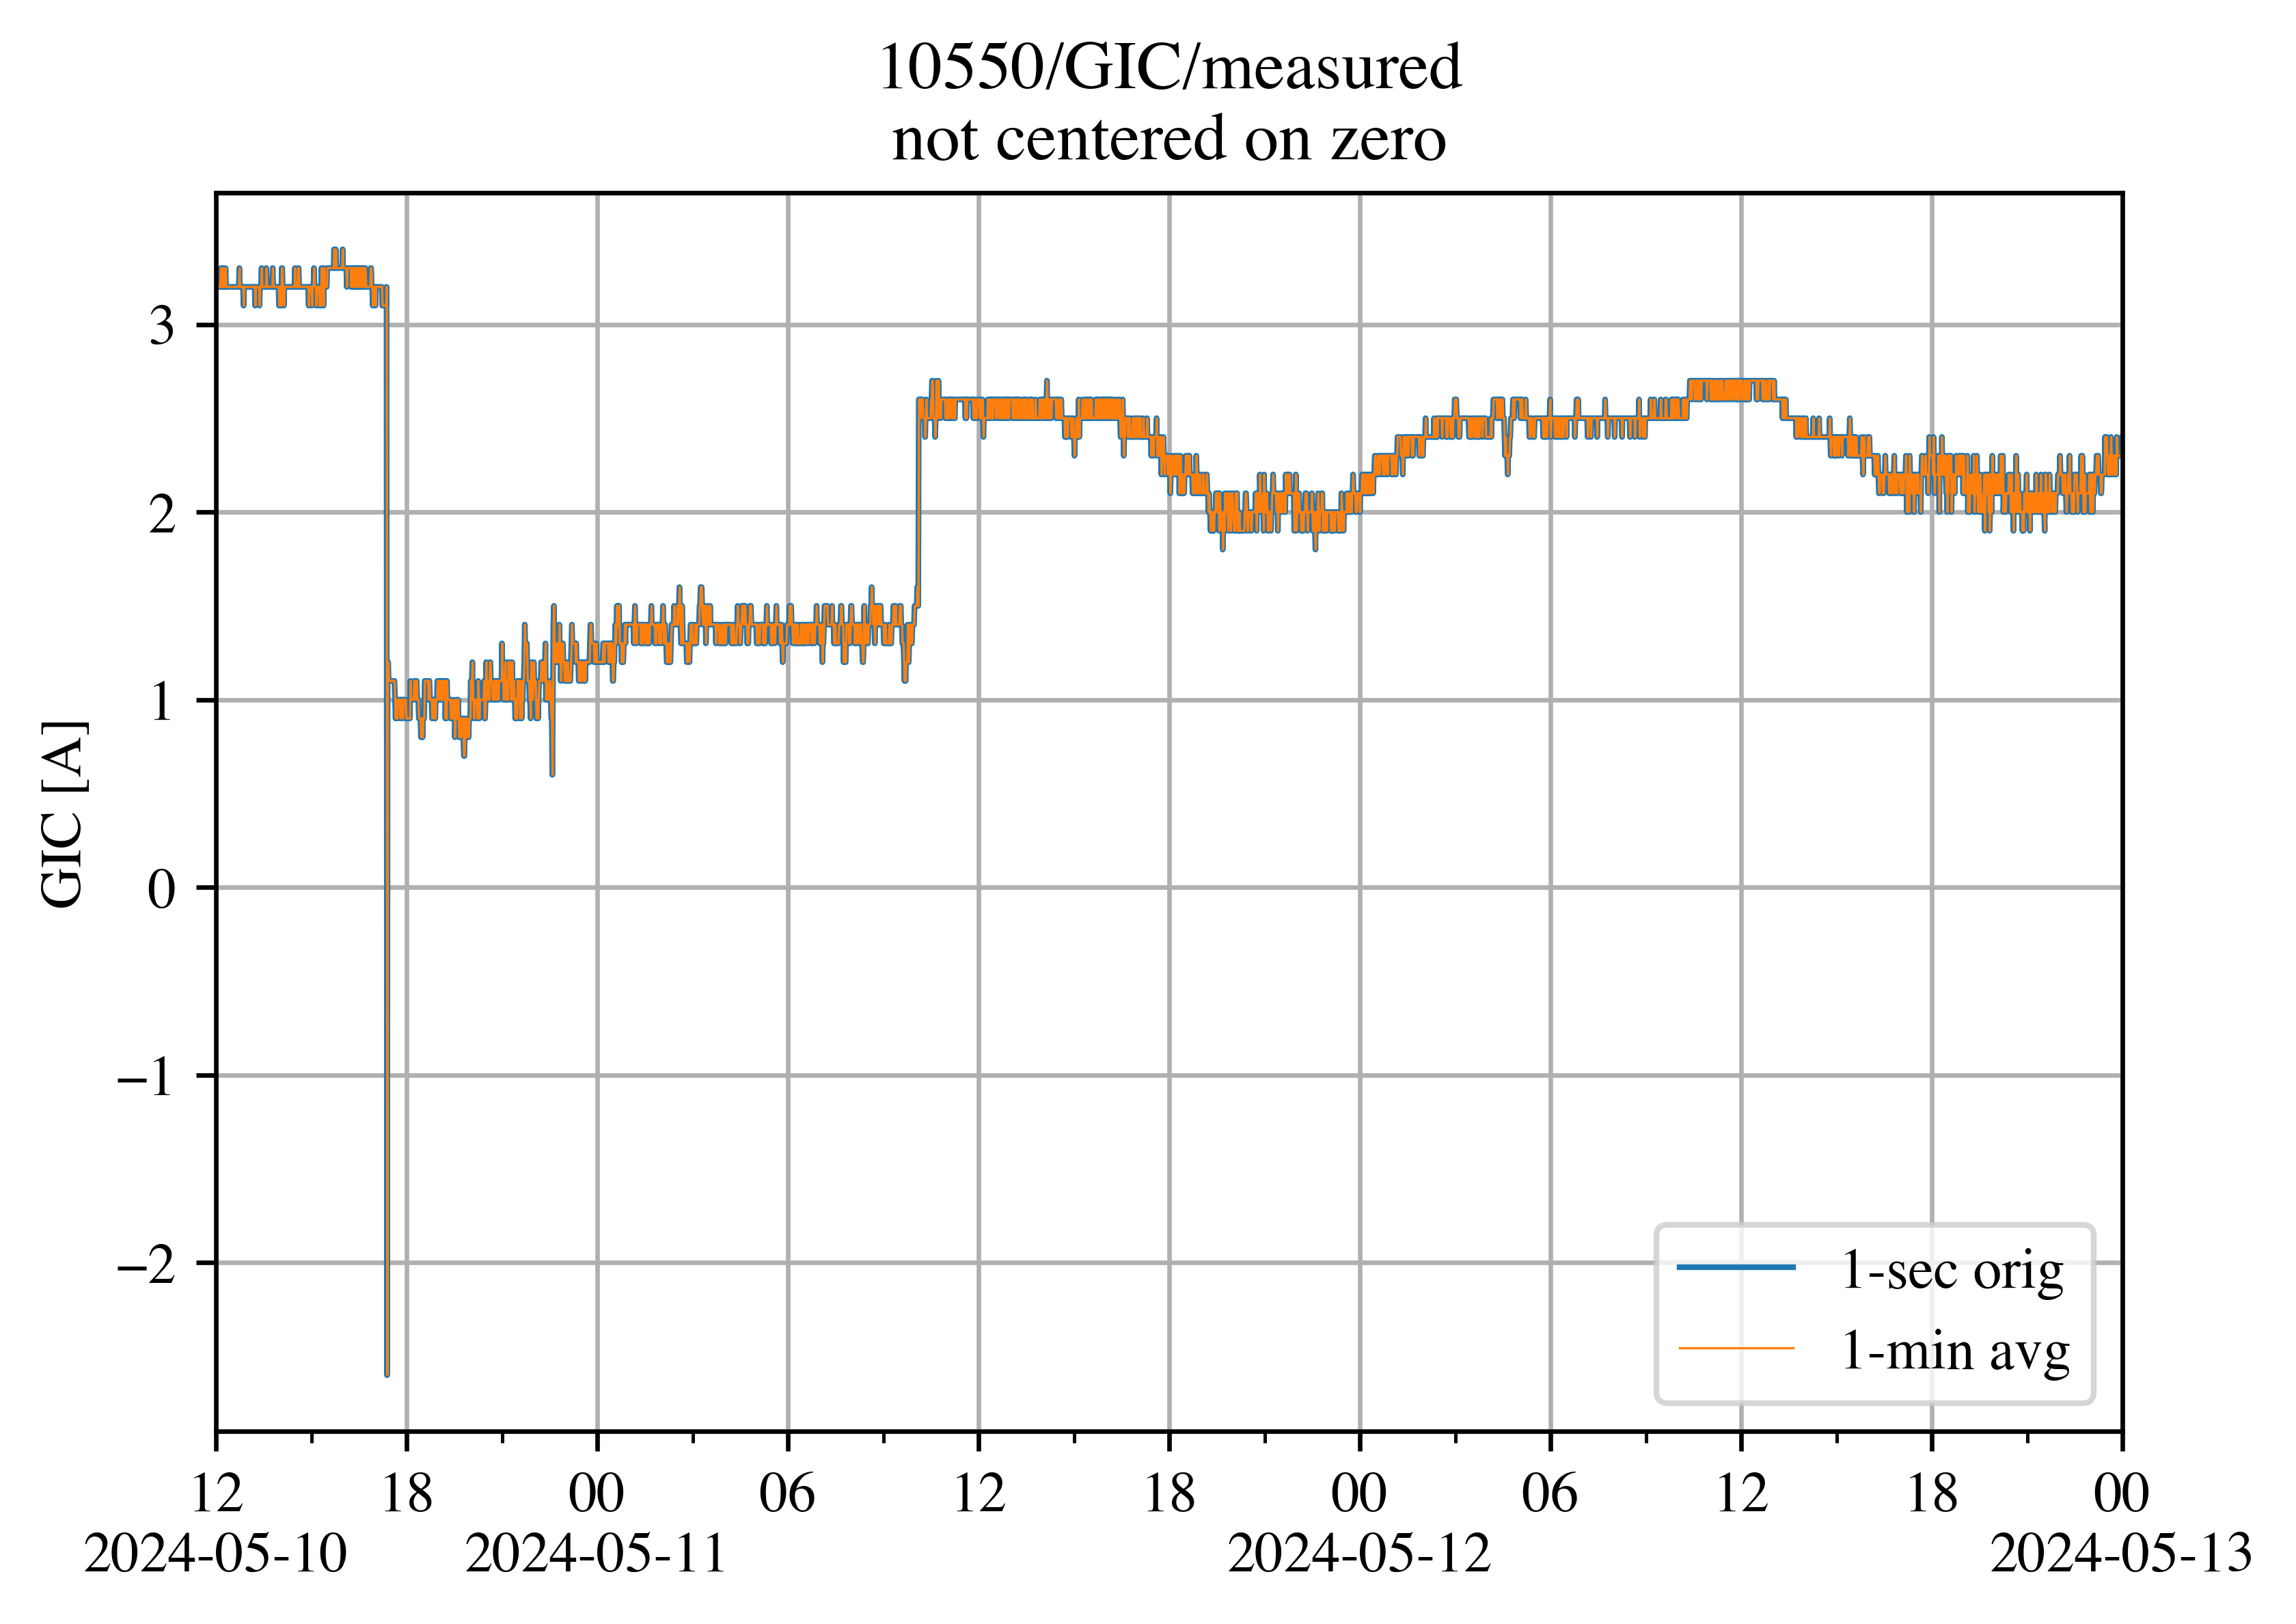 10550/GIC/measured
not centered on zero
GIC [A]
3
2
1
0
−1
−2
1-sec orig
1-min avg
12 18 00 06 12 18 00 06 12 18 00
2024-05-10 2024-05-11 2024-05-12 2024-05-13